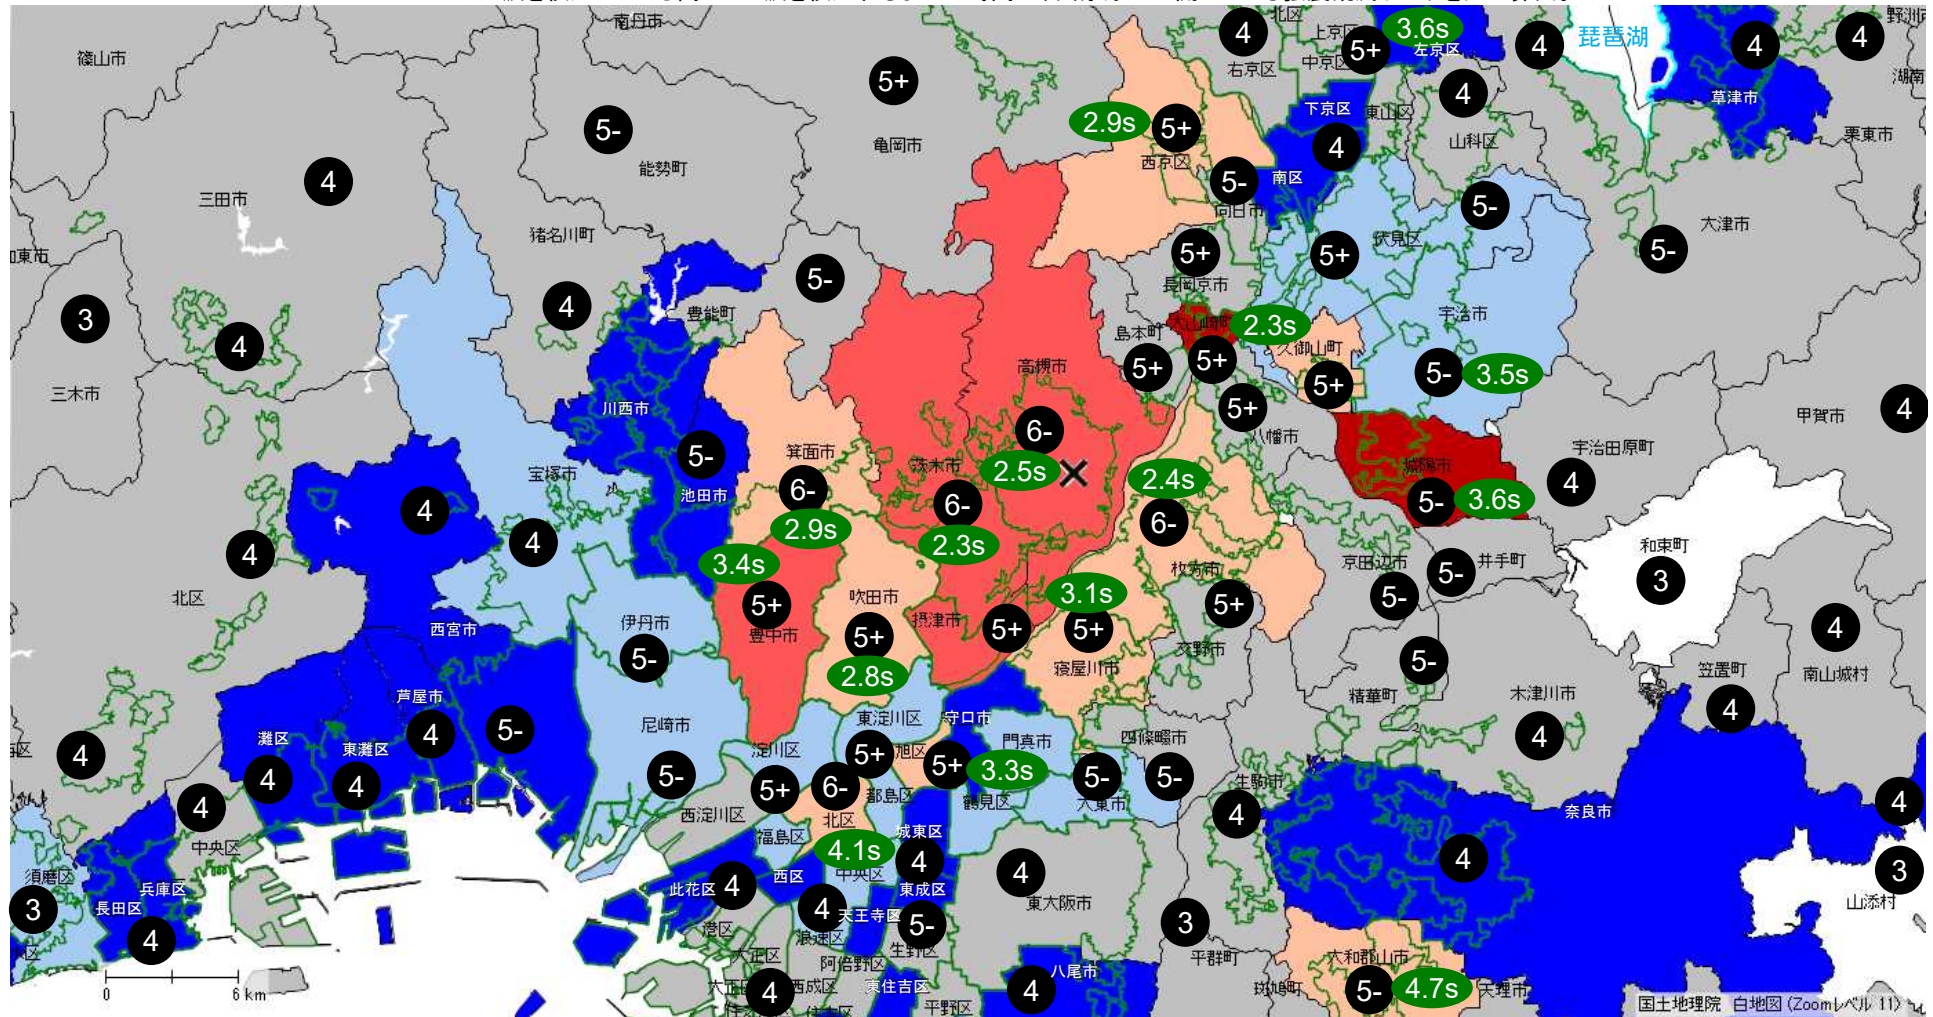 南丹市
篠山市
北区
上京区
3.6s
4
5+
左京区
4
琵琶湖
4
4
野洲市
右京区
中京区
湖南
5+
4
草津市
5-
下京区
東山区
2.9s
5+
栗東市
亀岡市
4
山科区
西京区
能勢町
4
三田市
南区
5-
向日市
5-
大津市
猪名川町
伏見区
5-
5+
5+
5-
長岡京市
4
豊能町
3
宇治市
大山崎町
2.3s
島本町
久御山町
4
5+
5+
高槻市
5-
3.5s
三木市
5+
川西市
5+
4
甲賀市
6-
八幡市
宇治田原町
箕面市
5-
茨木市
2.5s
城陽市
宝塚市
2.4s
池田市
6-
6-
5-
3.6s
4
4
2.9s
6-
4
2.3s
和束町
4
3.4s
枚方市
京田辺市
井手町
5-
3
北区
吹田市
3.1s
5-
5+
5+
伊丹市
摂津市
5+
5+
4
西宮市
豊中市
5+
5-
交野市
5-
寝屋川市
笠置町
南山城村
2.8s
芦屋市
精華町
木津川市
4
尼崎市
東淀川区
守口市
灘区
4
5-
門真市
四條畷市
4
東灘区
淀川区
旭区
5+
4
5+
3.3s
5-
5-
4
4
5-
5+
6-
生駒市
4
4
都島区
鶴見区
大東市
奈良市
西淀川区
北区
4
福島区
城東区
中央区
4.1s
4
4
須磨区
中央区
4
3
兵庫区
此花区
4
西区
東成区
東大阪市
山添村
3
長田区
4
天王寺区
3
4
港区
浪速区
5-
生野区
大正区
阿倍野区
八尾市
平群町
大和郡山市
0
6 km
4
西成区
東住吉区
4
5-
4.7s
斑鳩町
天理市
平野区
国土地理院 白地図 (Zoomレベル 11)